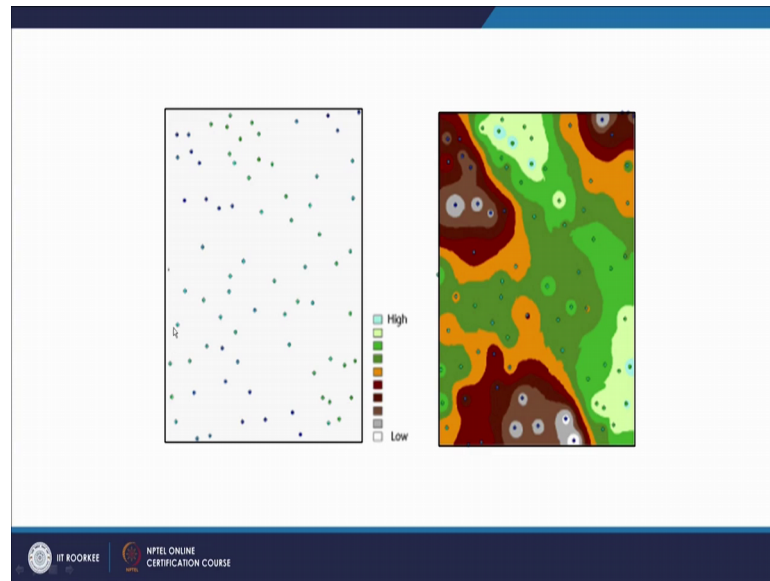 High
Low
IIT ROORKEE
NPTEL ONLINE
CERTIFICATION COURSE